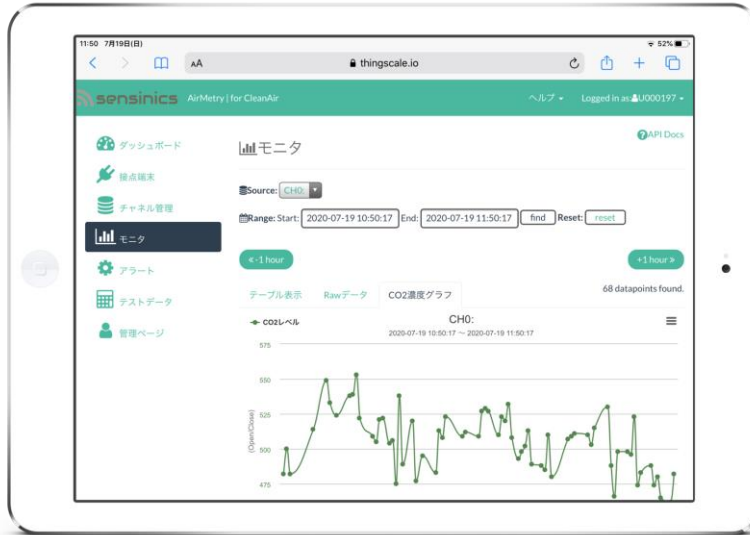 11:50 7月19日(日)
52%
AA
thingscale.io
sensinics AirMetry | for CleanAir
ヘルプ
Logged in as: U000197
API Docs
ダッシュボード
接点端末
チャネル管理
モニタ
アラート
テストデータ
管理ページ
モニタ
Source: CH0:
Range: Start: 2020-07-19 10:50:17 End: 2020-07-19 11:50:17 find Reset: reset
« -1 hour
+1 hour »
テーブル表示 Rawデータ CO2濃度グラフ
68 datapoints found.
CO2レベル
CH0:
2020-07-19 10:50:17 ～ 2020-07-19 11:50:17
(Open/Close)
575
550
525
500
475